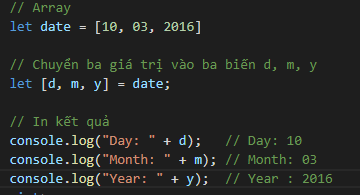 // Array
let date = [10, 03, 2016]
// Chuyển ba giá trị vào ba biến d, m, y
let [d, m, y] = date;
// In kết quả
console.log("Day: " + d);   // Day: 10
console.log("Month: " + m); // Month: 03
console.log("Year: " + y);  // Year : 2016